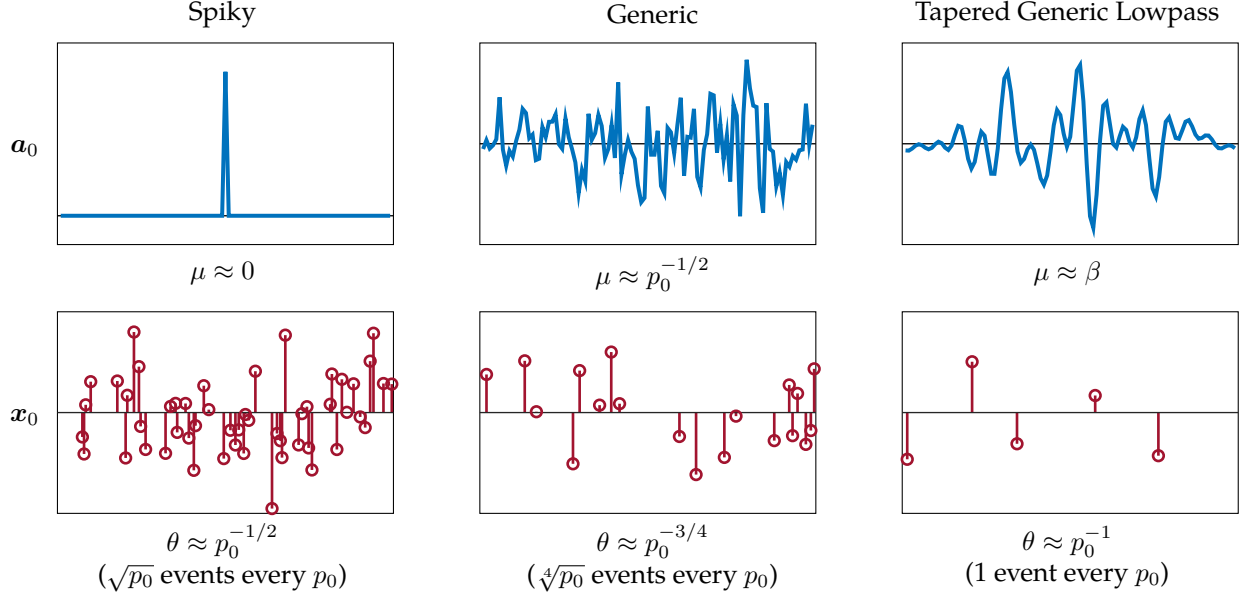 Spiky Generic Tapered Generic Lowpass
a₀
μ ≈ 0 μ ≈ p₀^{-1/2} μ ≈ β
x₀
θ ≈ p₀^{-1/2} θ ≈ p₀^{-3/4} θ ≈ p₀^{-1}
(√p₀ events every p₀) (∜p₀ events every p₀) (1 event every p₀)